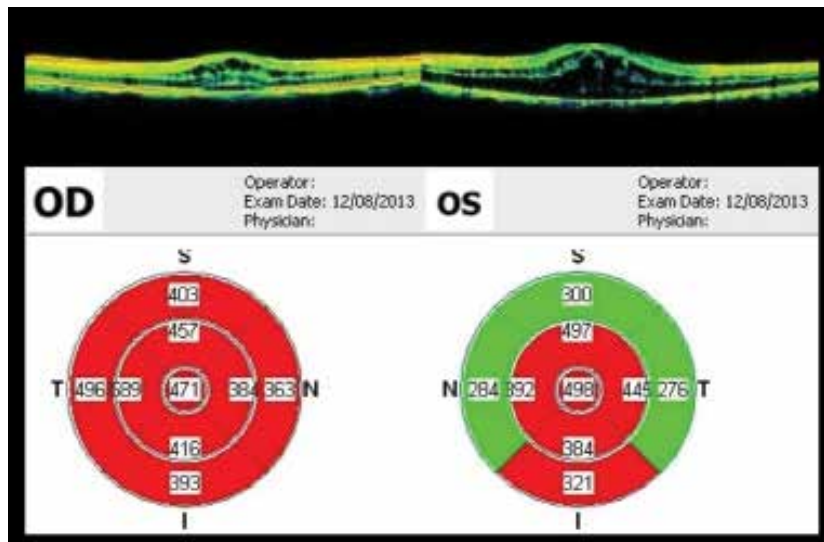 OD
Operator:
Exam Date: 12/08/2013
Physician:
OS
Operator:
Exam Date: 12/08/2013
Physician:
S
403
457
T 496 589 471 384 363 N
416
393
I
S
300
497
N 284 392 498 445 276 T
384
321
I